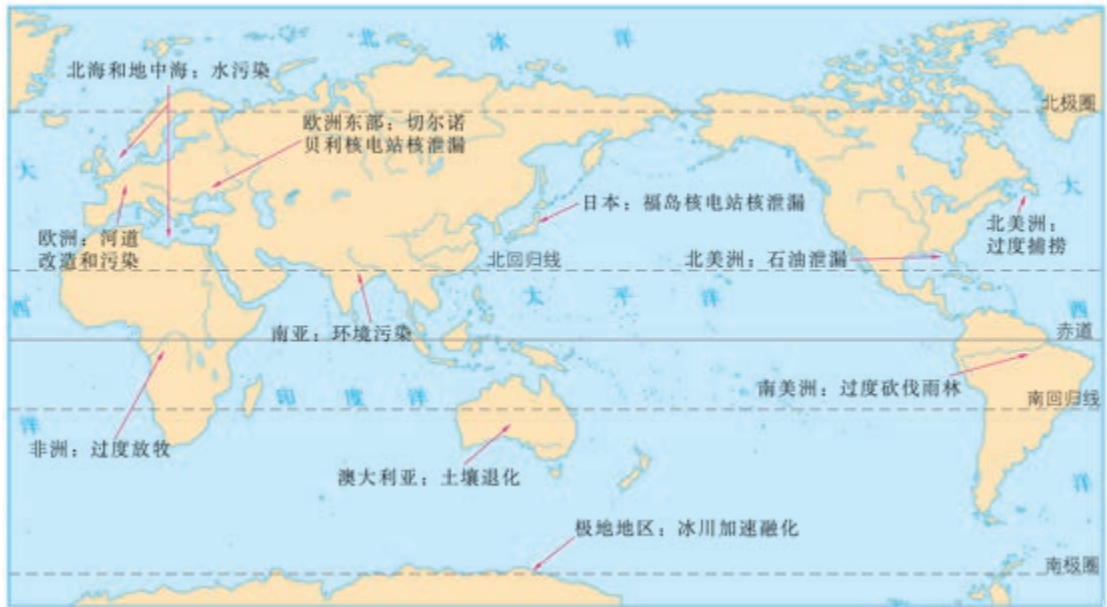 北冰洋
北海和地中海：水污染
北极圈
欧洲东部：切尔诺
贝利核电站核泄漏
大西洋
日本：福岛核电站核泄漏
北美洲：
过度捕捞
欧洲：河道
改造和污染
北回归线
北美洲：石油泄漏
太平洋
大西洋
南亚：环境污染
赤道
印度洋
南美洲：过度砍伐雨林
南回归线
非洲：过度放牧
澳大利亚：土壤退化
极地地区：冰川加速融化
南极圈